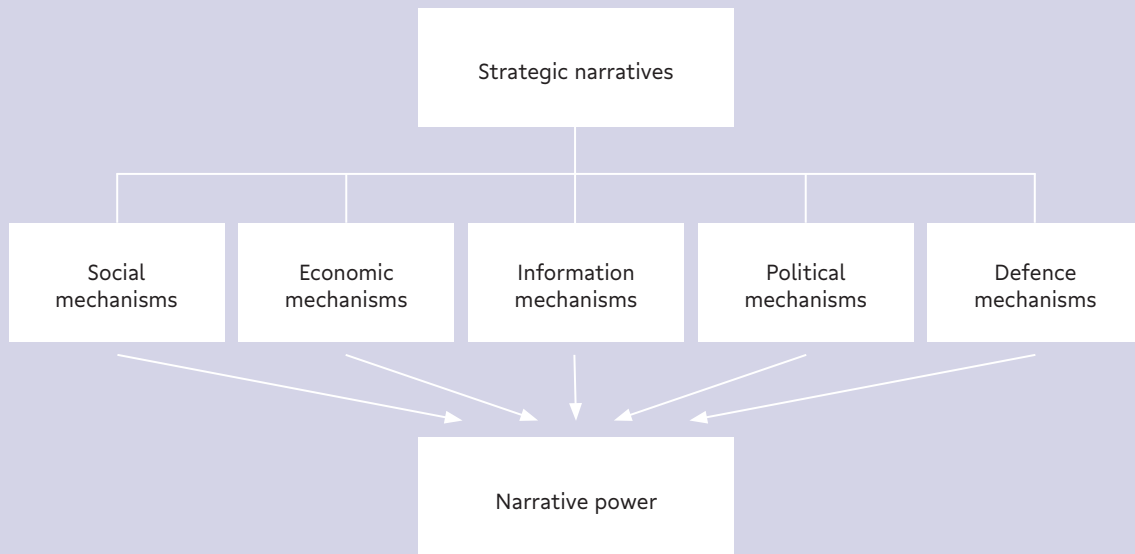 Strategic narratives
Social
mechanisms
Economic
mechanisms
Information
mechanisms
Political
mechanisms
Defence
mechanisms
Narrative power